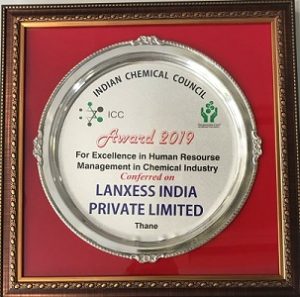 INDIAN CHEMICAL COUNCIL
ICC
Award 2019
For Excellence in Human Resourse
Management in Chemical Industry
Conferred on
LANXESS INDIA
PRIVATE LIMITED
Thane